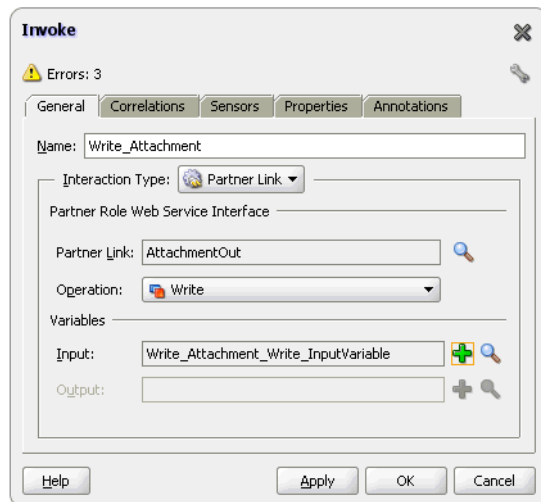 Invoke
Errors: 3
General Correlations Sensors Properties Annotations
Name: Write_Attachment
Interaction Type: Partner Link
Partner Role Web Service Interface
Partner Link: AttachmentOut
Operation: Write
Variables
Input: Write_Attachment_Write_InputVariable
Output:
Help Apply OK Cancel